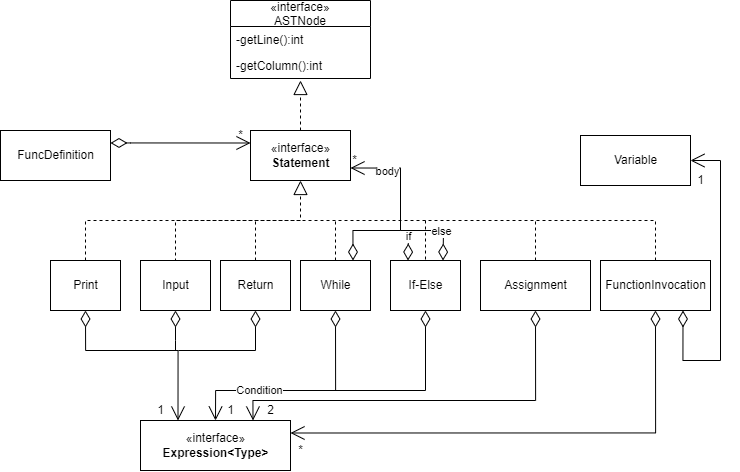 «interface»
ASTNode
-getLine():int
-getColumn():int
FuncDefinition
*
«interface»
Statement
*
body
Variable
1
if
else
Print
Input
Return
While
If-Else
Assignment
FunctionInvocation
Condition
1
1
2
*
«interface»
Expression<Type>